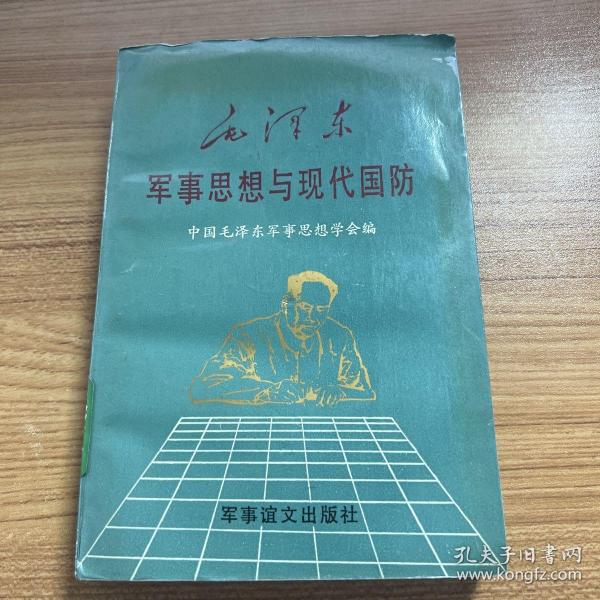 毛泽东
军事思想与现代国防
中国毛泽东军事思想学会编
军事谊文出版社
孔夫子旧书网
www.kongfz.com